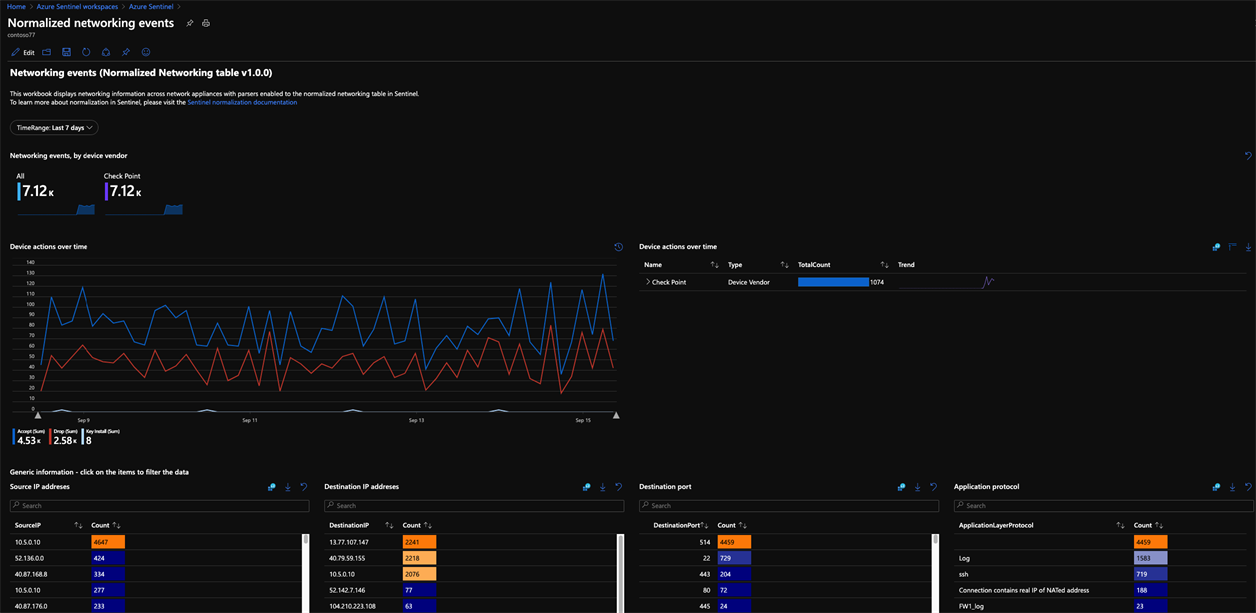 Home > Azure Sentinel workspaces > Azure Sentinel >
Normalized networking events
contoso77
Edit
Networking events (Normalized Networking table v1.0.0)
This workbook displays networking information across network appliances with parsers enabled to the normalized networking table in Sentinel.
To learn more about normalization in Sentinel, please visit the Sentinel normalization documentation
TimeRange: Last 7 days
Networking events, by device vendor
All Check Point
7.12 K 7.12 K
Device actions over time
140
130
120
110
100
90
80
70
60
50
40
30
20
10
0
Sep 9 Sep 11 Sep 13 Sep 15
Accept (Sum) Drop (Sum) Key Install (Sum)
4.53 K 2.58 K 8
Device actions over time
Name Type TotalCount Trend
> Check Point Device Vendor 1074
Generic information - click on the items to filter the data
Source IP addreses
Search
SourceIP Count
10.5.0.10 4647
52.136.0.0 424
40.87.168.8 334
10.5.0.10 277
40.87.176.0 233
Destination IP addreses
Search
DestinationIP Count
13.77.107.147 2241
40.79.59.155 2218
10.5.0.10 2076
52.142.7.146 77
104.210.223.108 63
Destination port
Search
DestinationPort Count
514 4459
22 729
443 204
80 72
445 24
Application protocol
Search
ApplicationLayerProtocol Count
4459
Log 1583
ssh 719
Connection contains real IP of NATed address 188
FW1_log 23